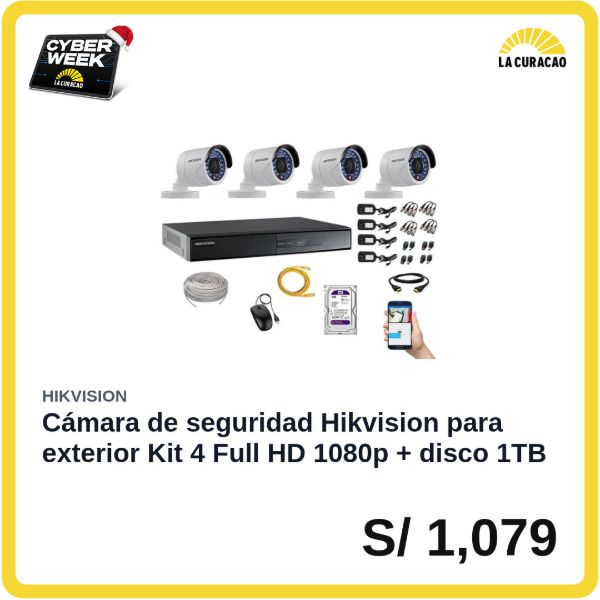 CYBER
WEEK
LA CURACAO
LA CURACAO
HIKVISION
HIKVISION
Cámara de seguridad Hikvision para
exterior Kit 4 Full HD 1080p + disco 1TB
S/ 1,079